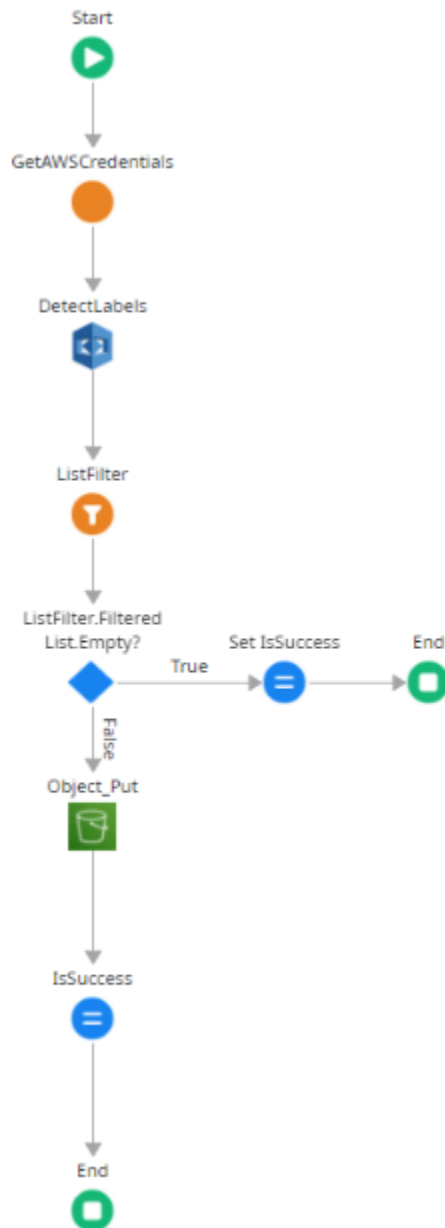 Start
GetAWSCredentials
DetectLabels
ListFilter
ListFilter.Filtered
List.Empty?
True
Set IsSuccess
End
False
Object_Put
IsSuccess
End